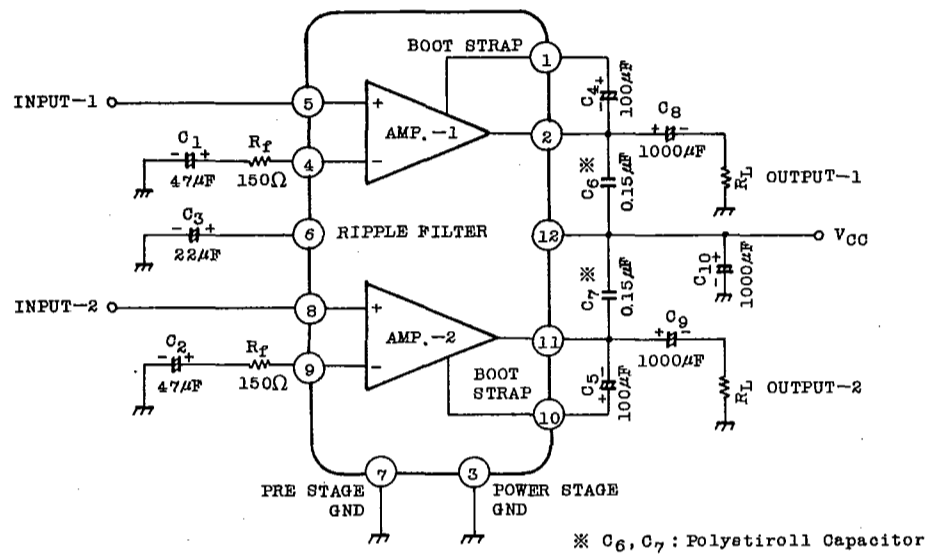 BOOT STRAP
1
INPUT-1
5
+
AMP.-1
2
C4
+
-
100μF
C8
+ -
1000μF
RL
OUTPUT-1
C1
- +
47μF
Rf
150Ω
4
-
C6 ※
0.15μF
C3
- +
22μF
6
RIPPLE FILTER
12
VCC
C10
+
-
1000μF
INPUT-2
8
+
AMP.-2
11
C7 ※
0.15μF
C9
+ -
1000μF
RL
OUTPUT-2
C2
- +
47μF
Rf
150Ω
9
-
BOOT
STRAP
10
C5
-
+
100μF
7
3
PRE STAGE
GND
POWER STAGE
GND
※ C6, C7 : Polystiroll Capacitor